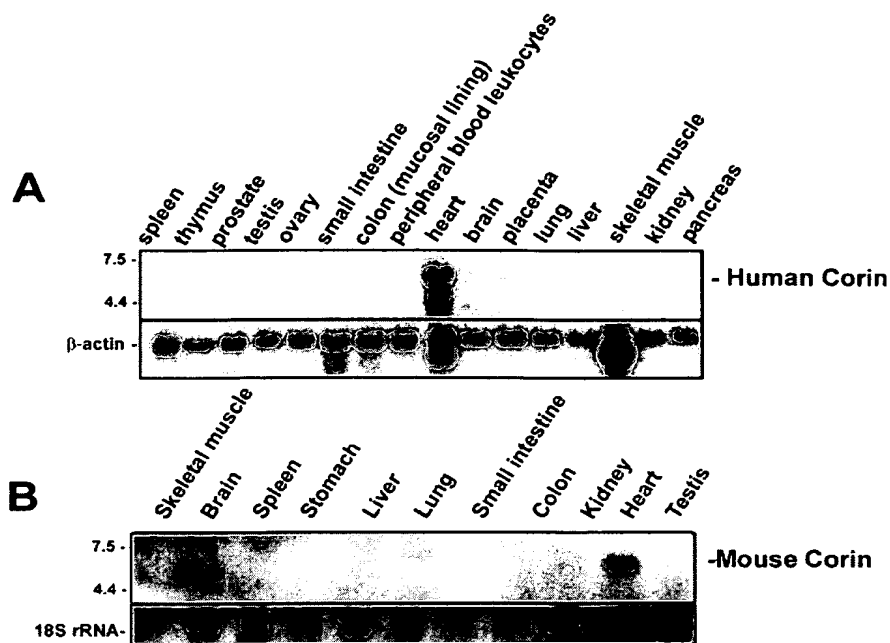 A
spleen
thymus
prostate
testis
ovary
small intestine
colon (mucosal lining)
peripheral blood leukocytes
heart
brain
placenta
lung
liver
skeletal muscle
kidney
pancreas
7.5 -
4.4 -
- Human Corin
β-actin -
B
Skeletal muscle
Brain
Spleen
Stomach
Liver
Lung
Small intestine
Colon
Kidney
Heart
Testis
7.5 -
4.4 -
-Mouse Corin
18S rRNA-